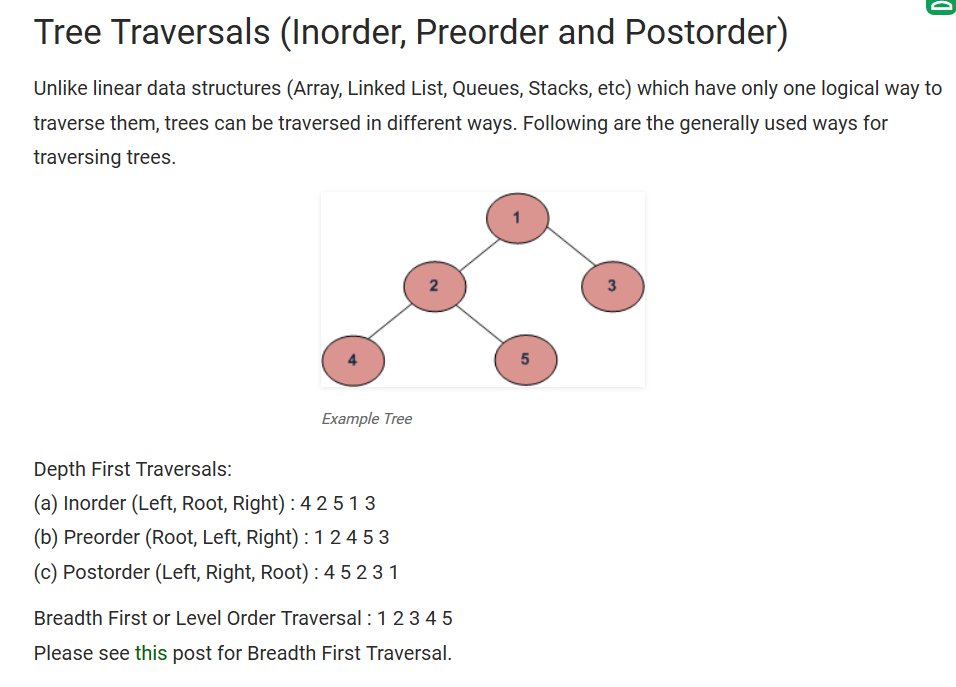 Tree Traversals (Inorder, Preorder and Postorder)
Unlike linear data structures (Array, Linked List, Queues, Stacks, etc) which have only one logical way to
traverse them, trees can be traversed in different ways. Following are the generally used ways for
traversing trees.
1
2
3
4
5
Example Tree
Depth First Traversals:
(a) Inorder (Left, Root, Right) : 4 2 5 1 3
(b) Preorder (Root, Left, Right) : 1 2 4 5 3
(c) Postorder (Left, Right, Root) : 4 5 2 3 1
Breadth First or Level Order Traversal : 1 2 3 4 5
Please see this post for Breadth First Traversal.